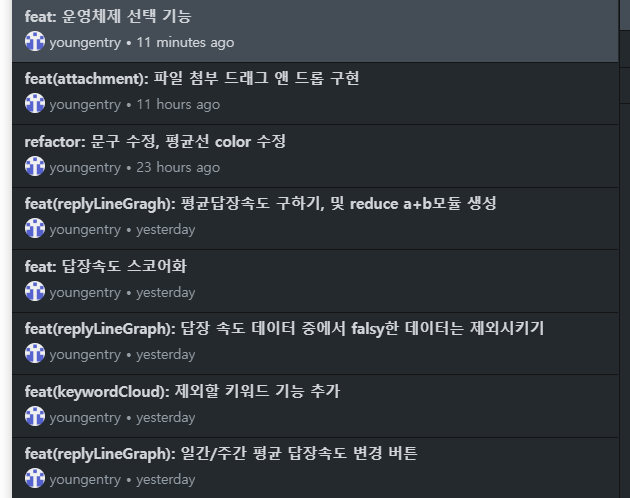 feat: 운영체제 선택 기능
youngentry • 11 minutes ago
feat(attachment): 파일 첨부 드래그 앤 드롭 구현
youngentry • 11 hours ago
refactor: 문구 수정, 평균선 color 수정
youngentry • 23 hours ago
feat(replyLineGragh): 평균답장속도 구하기, 및 reduce a+b모듈 생성
youngentry • yesterday
feat: 답장속도 스코어화
youngentry • yesterday
feat(replyLineGraph): 답장 속도 데이터 중에서 falsy한 데이터는 제외시키기
youngentry • yesterday
feat(keywordCloud): 제외할 키워드 기능 추가
youngentry • yesterday
feat(replyLineGraph): 일간/주간 평균 답장속도 변경 버튼
youngentry • yesterday